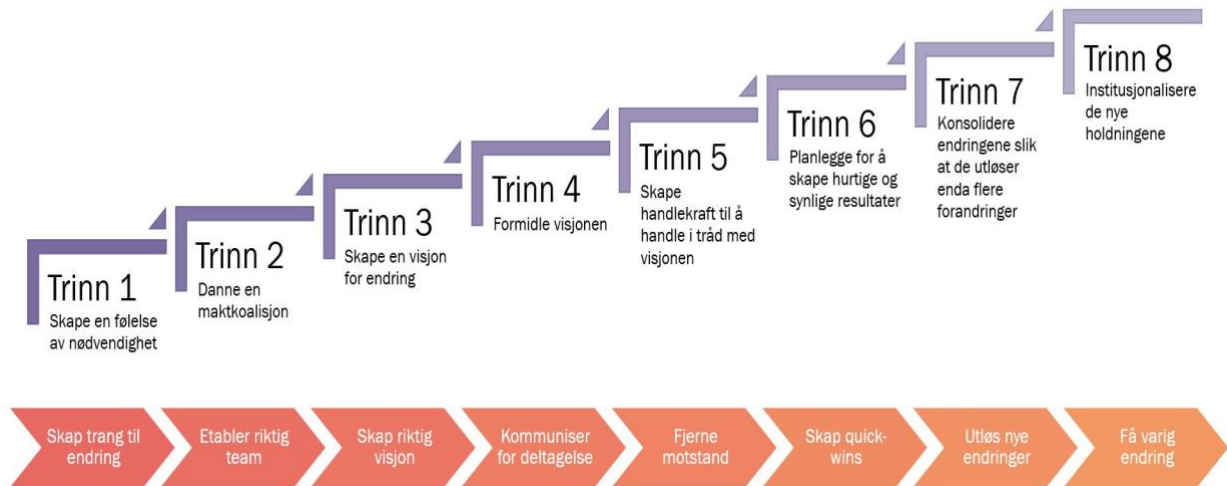 Trinn 1
Skape en følelse
av nødvendighet
Trinn 2
Danne en
maktkoalisjon
Trinn 3
Skape en visjon
for endring
Trinn 4
Formidle visjonen
Trinn 5
Skape
handlekraft til å
handle i tråd med
visjonen
Trinn 6
Planlegge for å
skape hurtige og
synlige resultater
Trinn 7
Konsolidere
endringene slik
at de utløser
enda flere
forandringer
Trinn 8
Institusjonalisere
de nye
holdningene
Skap trang til
endring
Etabler riktig
team
Skap riktig
visjon
Kommuniser
for deltagelse
Fjerne
motstand
Skap quick-
wins
Utløs nye
endringer
Få varig
endring